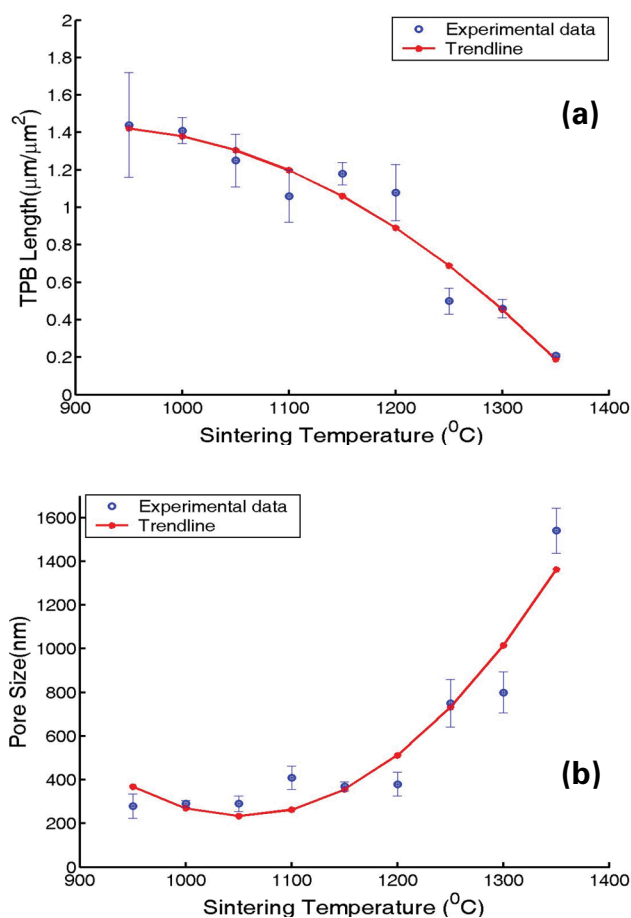 Experimental data
Trendline
(a)
2
1.8
1.6
1.4
1.2
1
0.8
0.6
0.4
0.2
0
900 1000 1100 1200 1300 1400
TPB Length(μm/μm²)
Sintering Temperature (⁰C)
Experimental data
Trendline
1600
1400
1200
1000
800
600
400
200
0
(b)
900 1000 1100 1200 1300 1400
Pore Size(nm)
Sintering Temperature (⁰C)